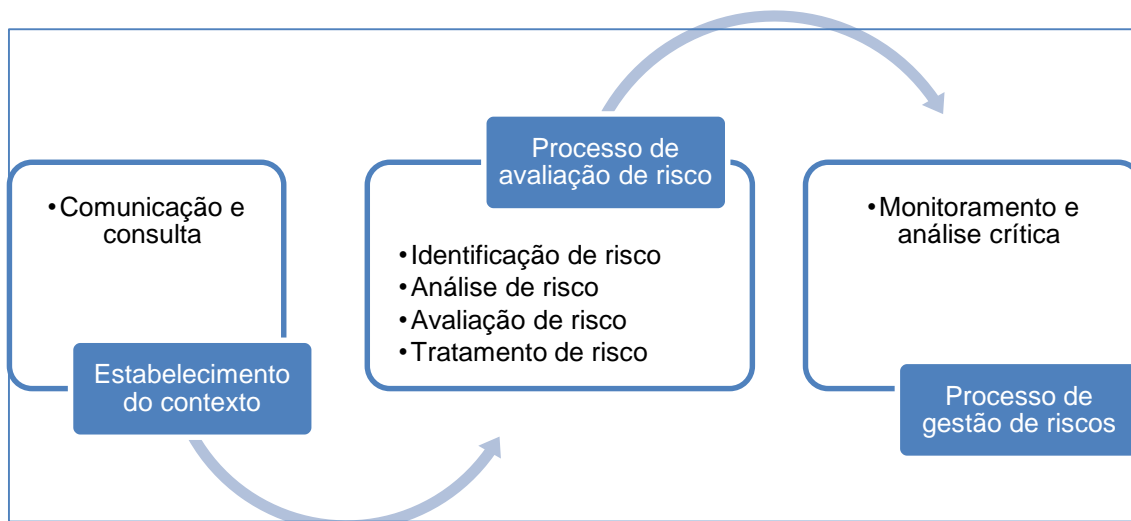 •Comunicação e
consulta
Estabelecimento
do contexto
Processo de
avaliação de risco
•Identificação de risco
•Análise de risco
•Avaliação de risco
•Tratamento de risco
•Monitoramento e
análise crítica
Processo de
gestão de riscos